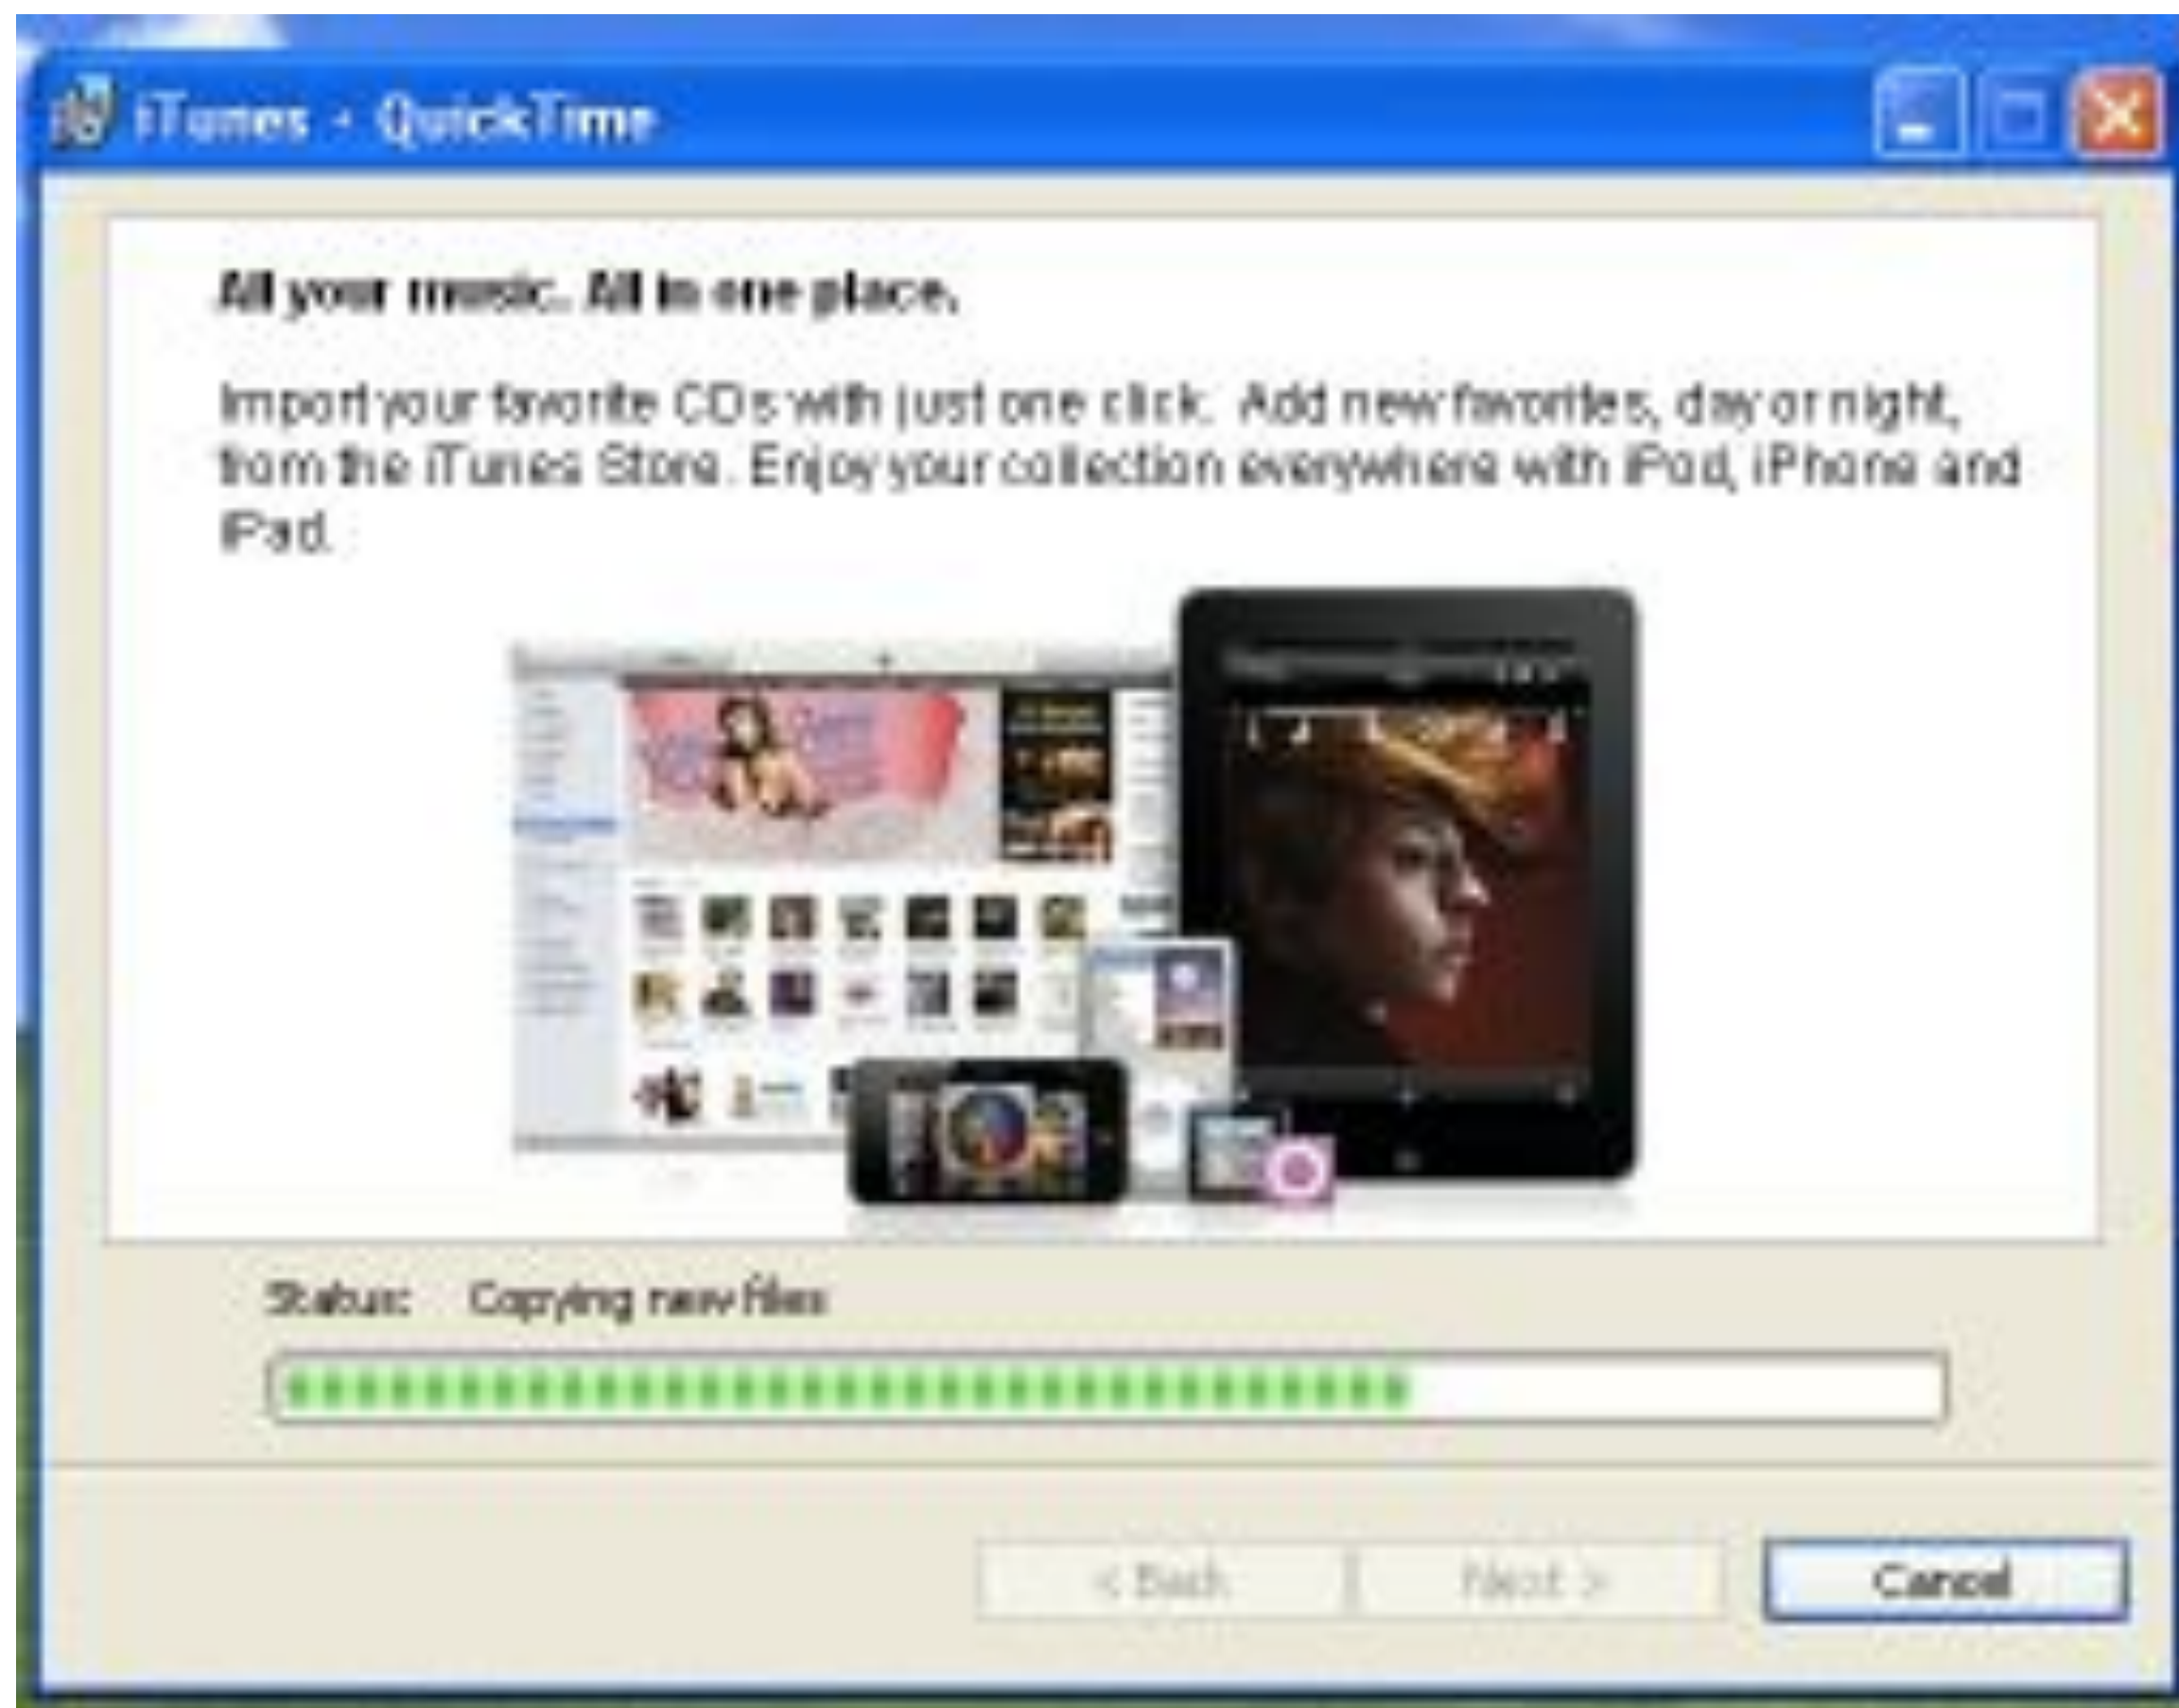 iTunes + QuickTime
All your music. All in one place.
Import your favorite CDs with just one click. Add new favorites, day or night,
from the iTunes Store. Enjoy your collection everywhere with iPod, iPhone and
iPad.
Status: Copying new files
< Back Next > Cancel